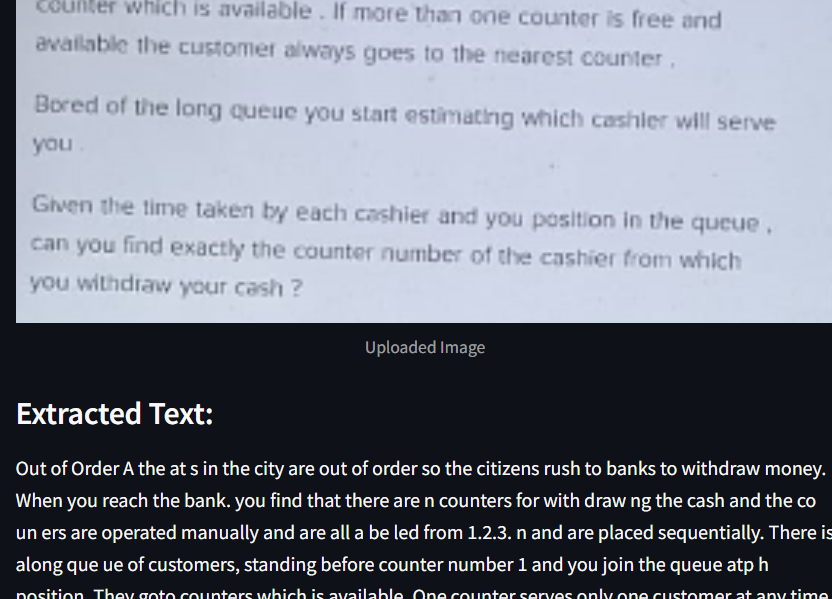 counter which is available . If more than one counter is free and
available the customer always goes to the nearest counter .
Bored of the long queue you start estimating which cashier will serve
you .
Given the time taken by each cashier and you position in the queue ,
can you find exactly the counter number of the cashier from which
you withdraw your cash ?
Uploaded Image
Extracted Text:
Out of Order A the at s in the city are out of order so the citizens rush to banks to withdraw money.
When you reach the bank. you find that there are n counters for with draw ng the cash and the co
un ers are operated manually and are all a be led from 1.2.3. n and are placed sequentially. There is
along que ue of customers, standing before counter number 1 and you join the queue atp h
position. They goto counters which is available. One counter serves only one customer at any time